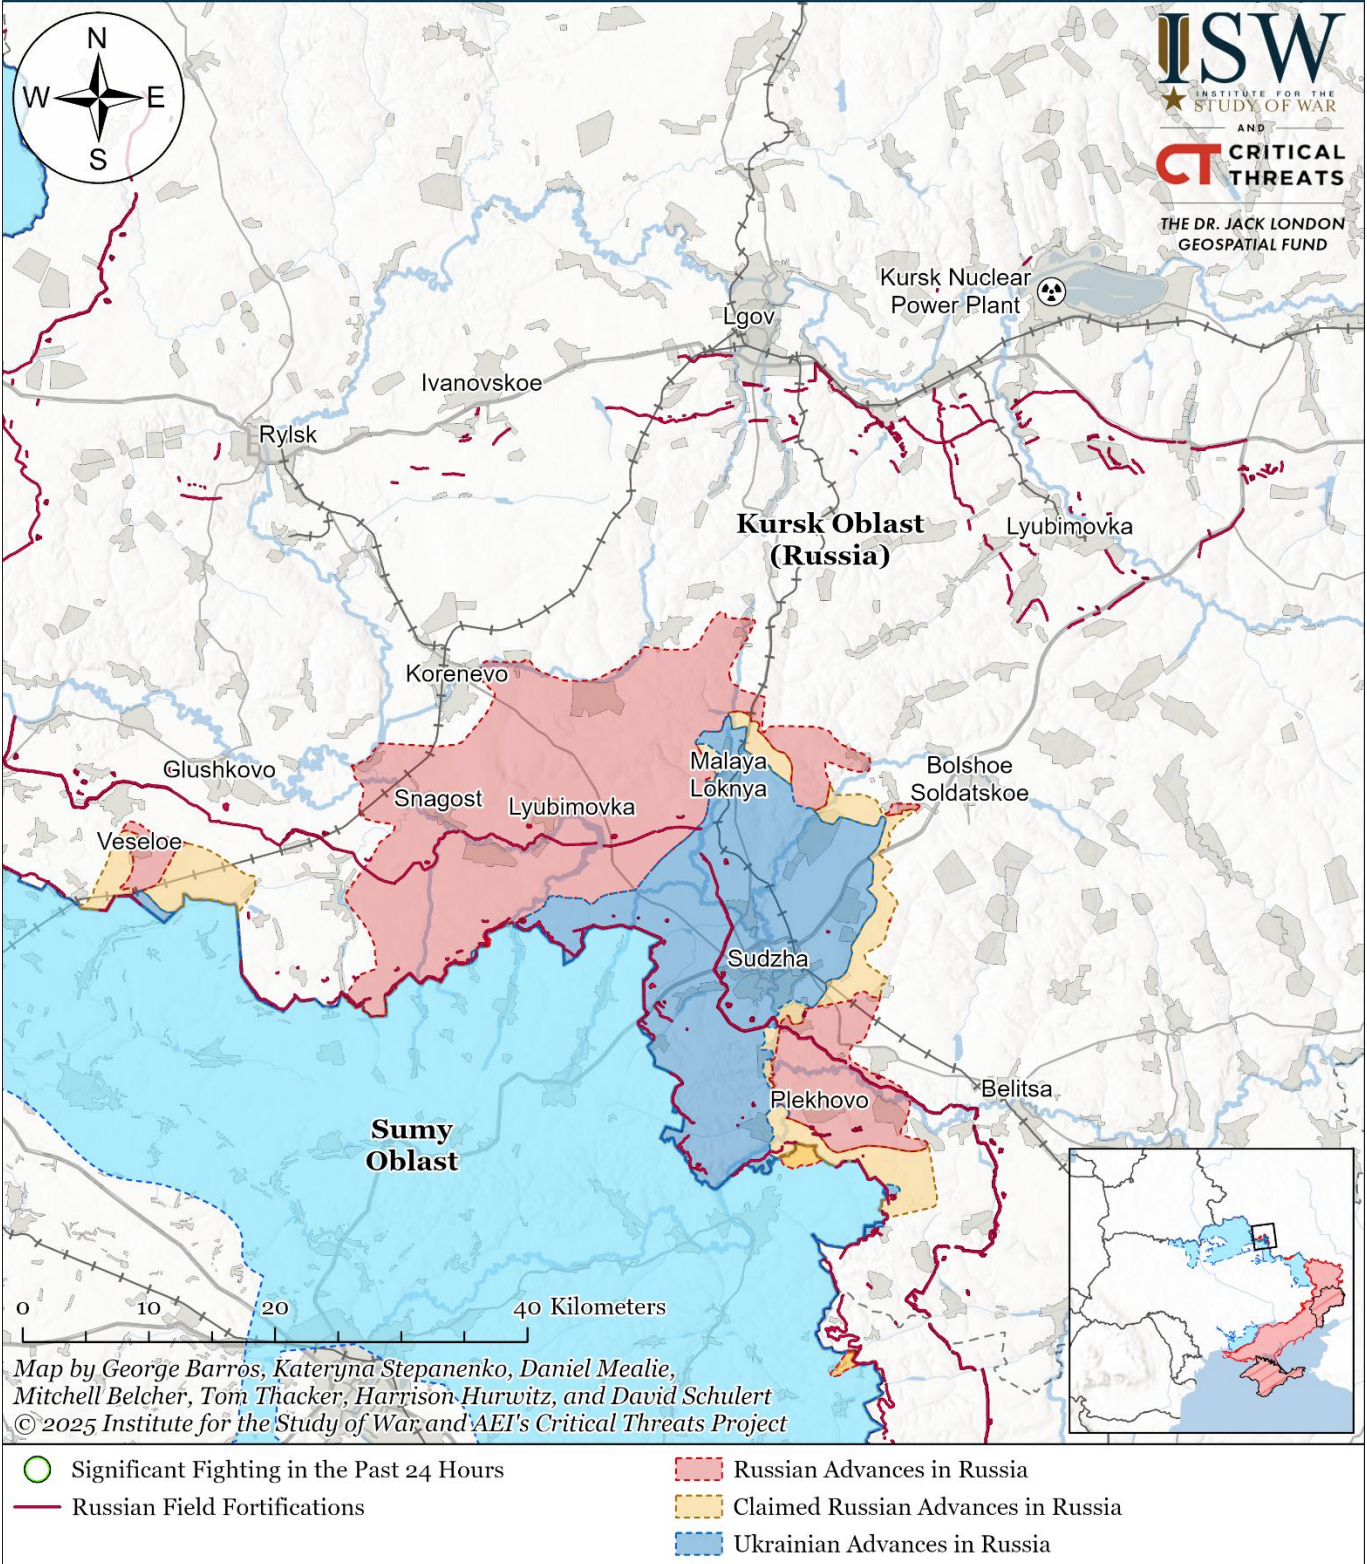 N
W
E
S
ISW
INSTITUTE FOR THE
STUDY OF WAR
AND
CT CRITICAL
THREATS
THE DR. JACK LONDON
GEOSPATIAL FUND
Kursk Nuclear
Power Plant
Lgov
Ivanovskoe
Rylsk
Kursk Oblast
(Russia)
Lyubimovka
Korenevo
Glushkovo
Malaya
Loknya
Bolshoe
Soldatskoe
Snagost
Lyubimovka
Veseloe
Sudzha
Belitsa
Plekhovo
Sumy
Oblast
0 10 20 40 Kilometers
Map by George Barros, Kateryna Stepanenko, Daniel Mealie,
Mitchell Belcher, Tom Thacker, Harrison Hurwitz, and David Schulert
© 2025 Institute for the Study of War and AEI's Critical Threats Project
Significant Fighting in the Past 24 Hours
Russian Field Fortifications
Russian Advances in Russia
Claimed Russian Advances in Russia
Ukrainian Advances in Russia